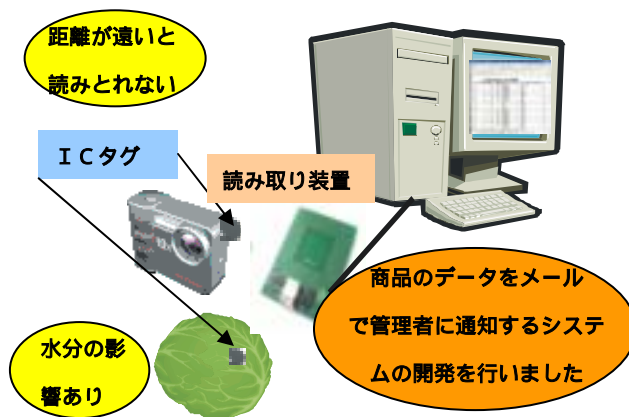 距離が遠いと
読みとれない
ＩＣタグ
読み取り装置
商品のデータをメール
で管理者に通知するシステ
ムの開発を行いました
水分の影
響あり